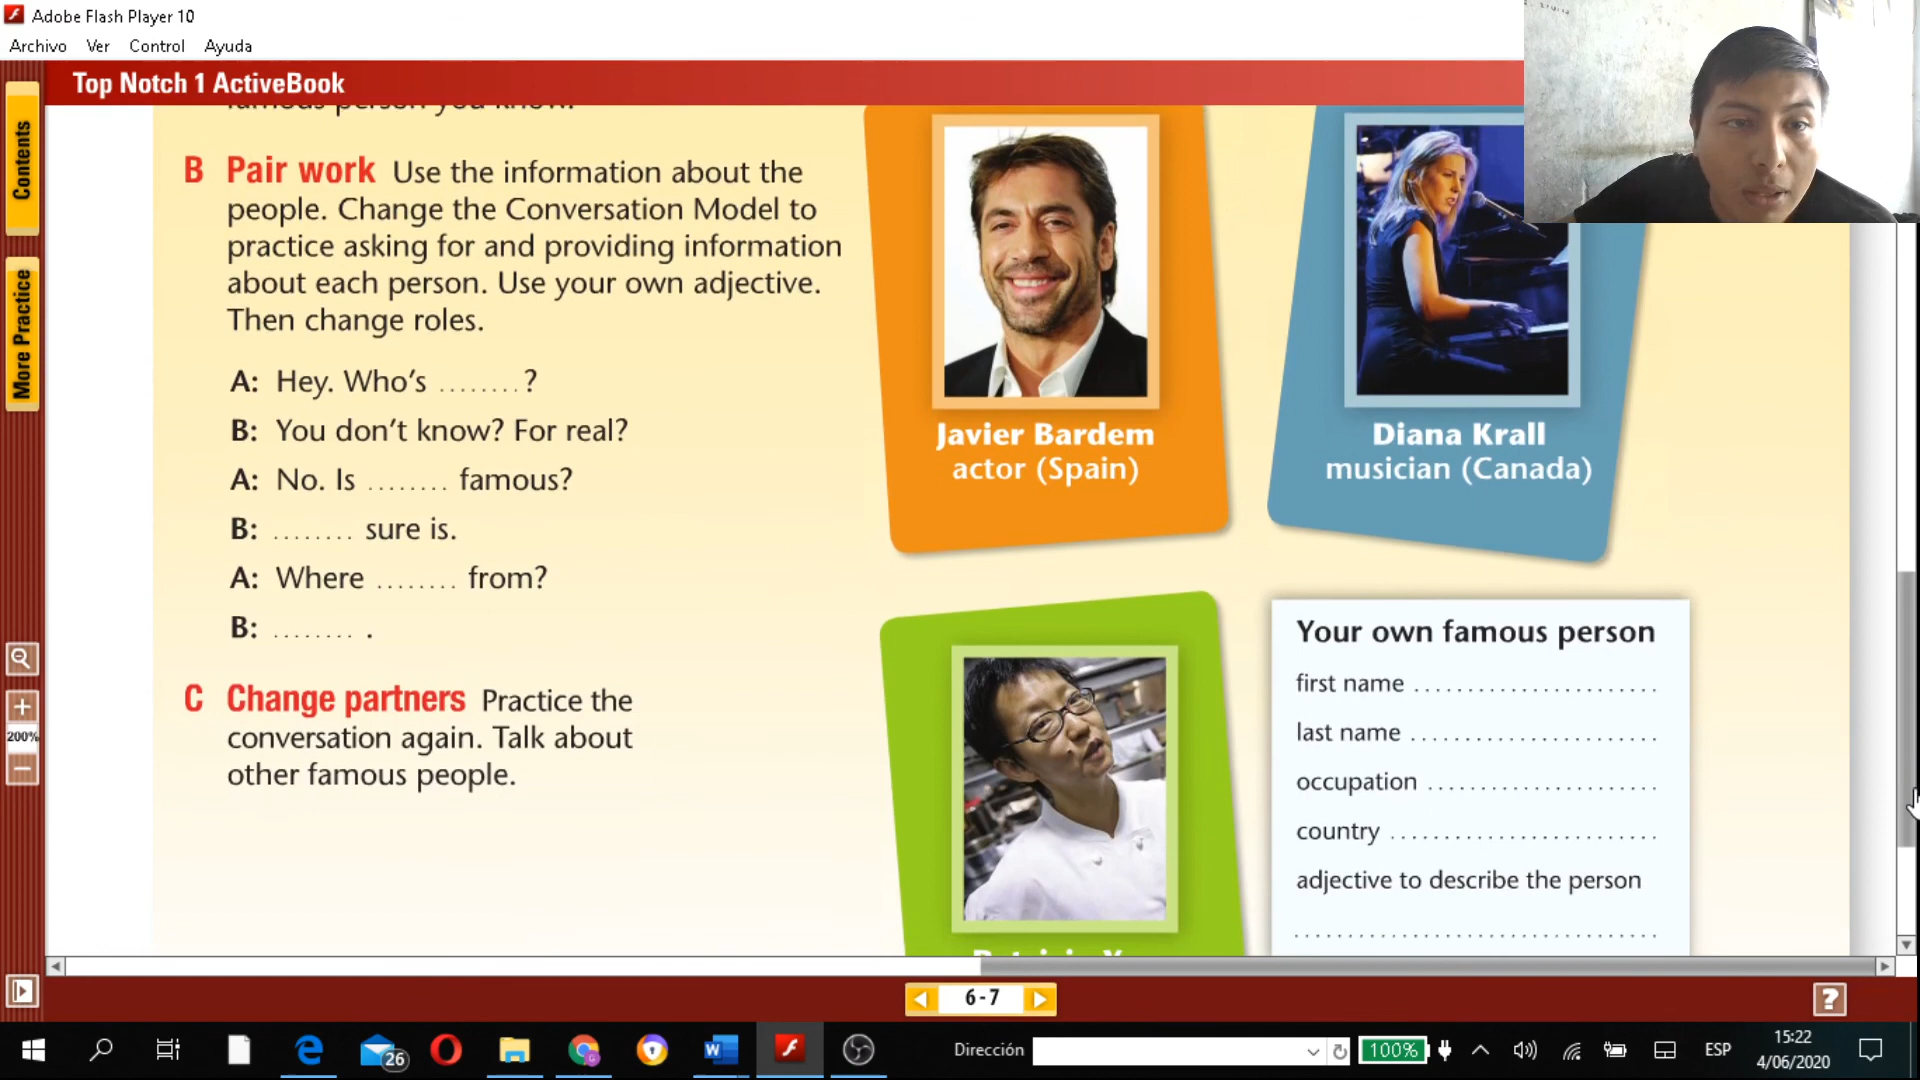 Adobe Flash Player 10
Archivo Ver Control Ayuda
Top Notch 1 ActiveBook
Contents
More Practice
famous person you know.
B Pair work Use the information about the
people. Change the Conversation Model to
practice asking for and providing information
about each person. Use your own adjective.
Then change roles.
A: Hey. Who's ........?
B: You don't know? For real?
A: No. Is ........ famous?
B: ........ sure is.
A: Where ........ from?
B: ........ .
C Change partners Practice the
conversation again. Talk about
other famous people.
Javier Bardem
actor (Spain)
Diana Krall
musician (Canada)
Your own famous person
first name ........................
last name ........................
occupation ......................
country ..........................
adjective to describe the person
..................................
200%
6-7
?
26
Dirección
100%
ESP
15:22
4/06/2020